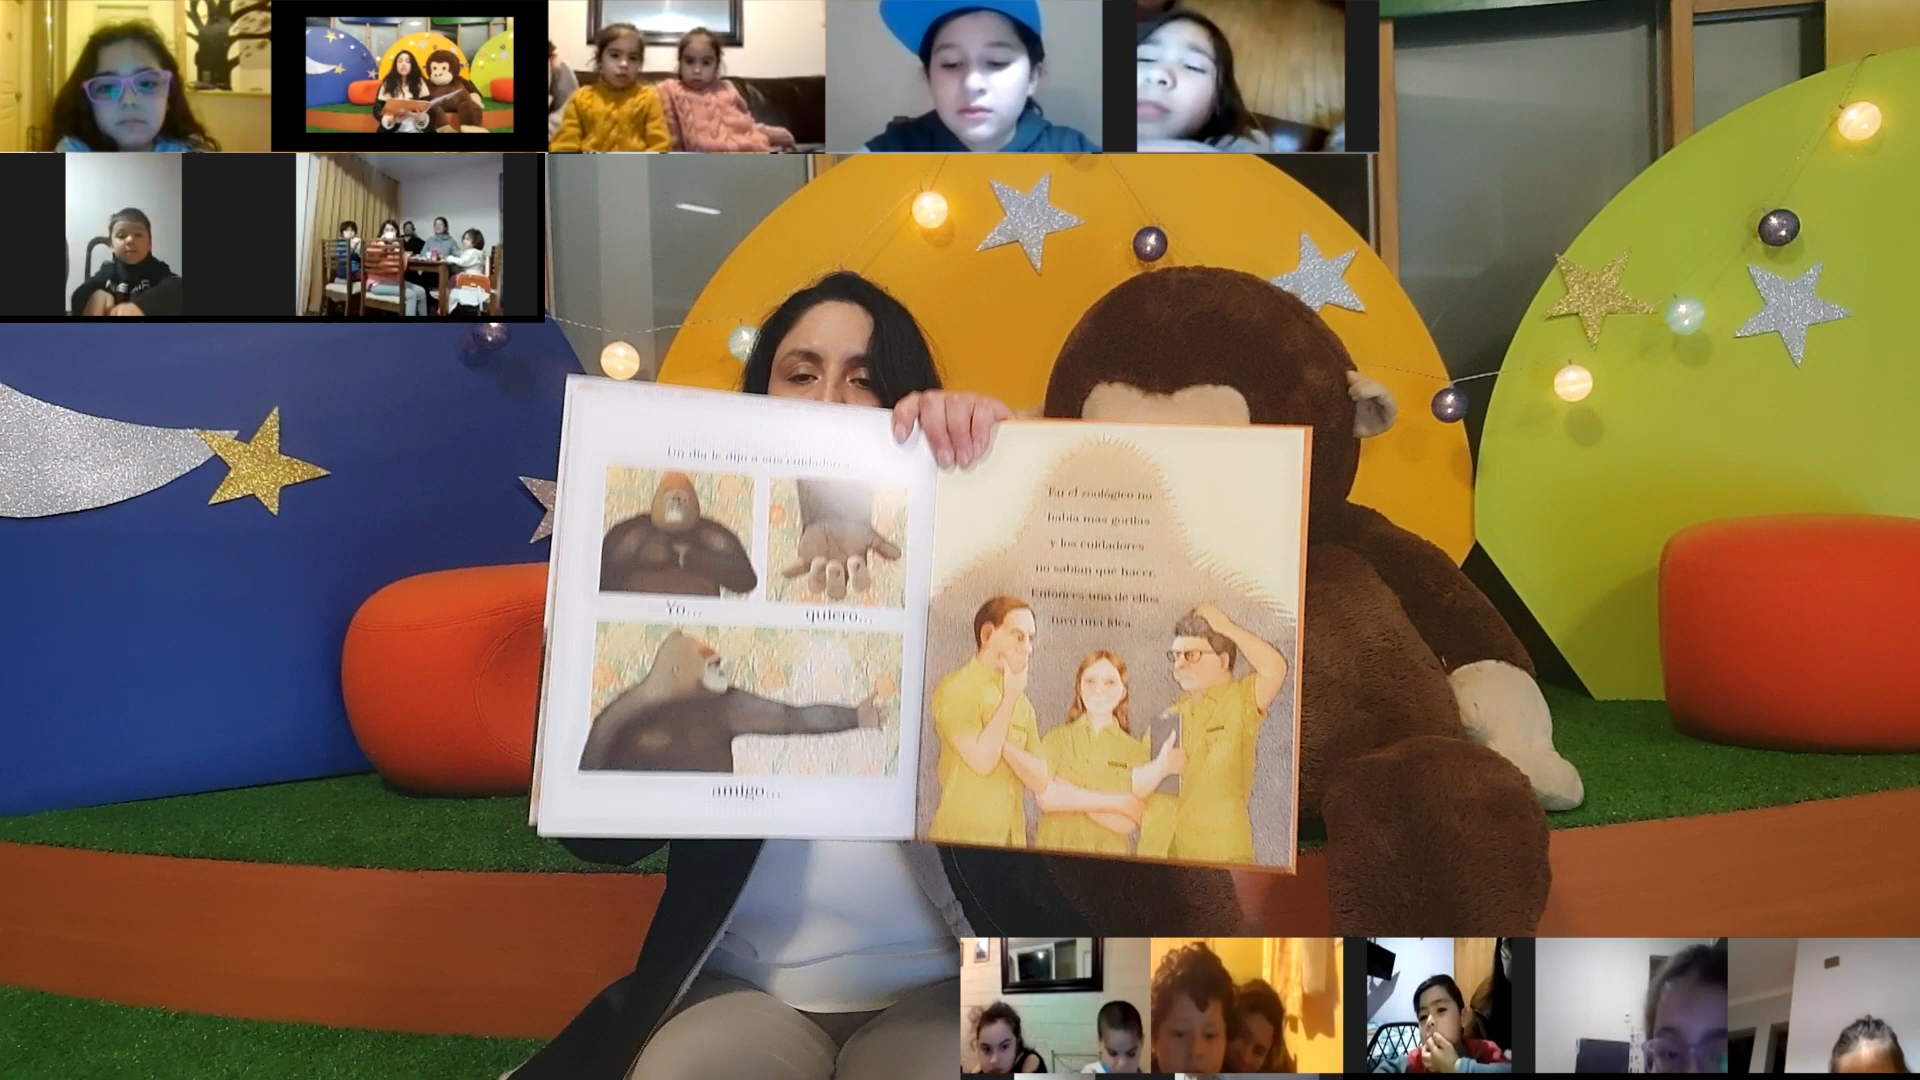 Un día le dijo a sus cuidadores:
Yo...
quiero...
amigo...
En el zoológico no
había más gorilas
y los cuidadores
no sabían qué hacer.
Entonces, uno de ellos
tuvo una idea.